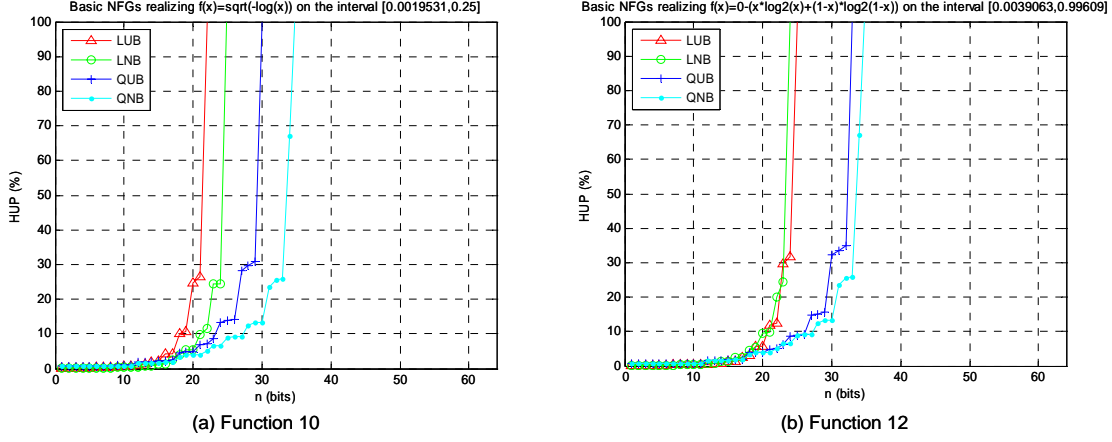 Basic NFGs realizing f(x)=sqrt(-log(x)) on the interval [0.0019531,0.25]
100
90
80
70
60
50
40
30
20
10
0
HUP (%)
LUB
LNB
QUB
QNB
0 10 20 30 40 50 60
n (bits)
(a) Function 10
Basic NFGs realizing f(x)=0-(x*log2(x)+(1-x)*log2(1-x)) on the interval [0.0039063,0.99609]
100
90
80
70
60
50
40
30
20
10
0
HUP (%)
LUB
LNB
QUB
QNB
0 10 20 30 40 50 60
n (bits)
(b) Function 12